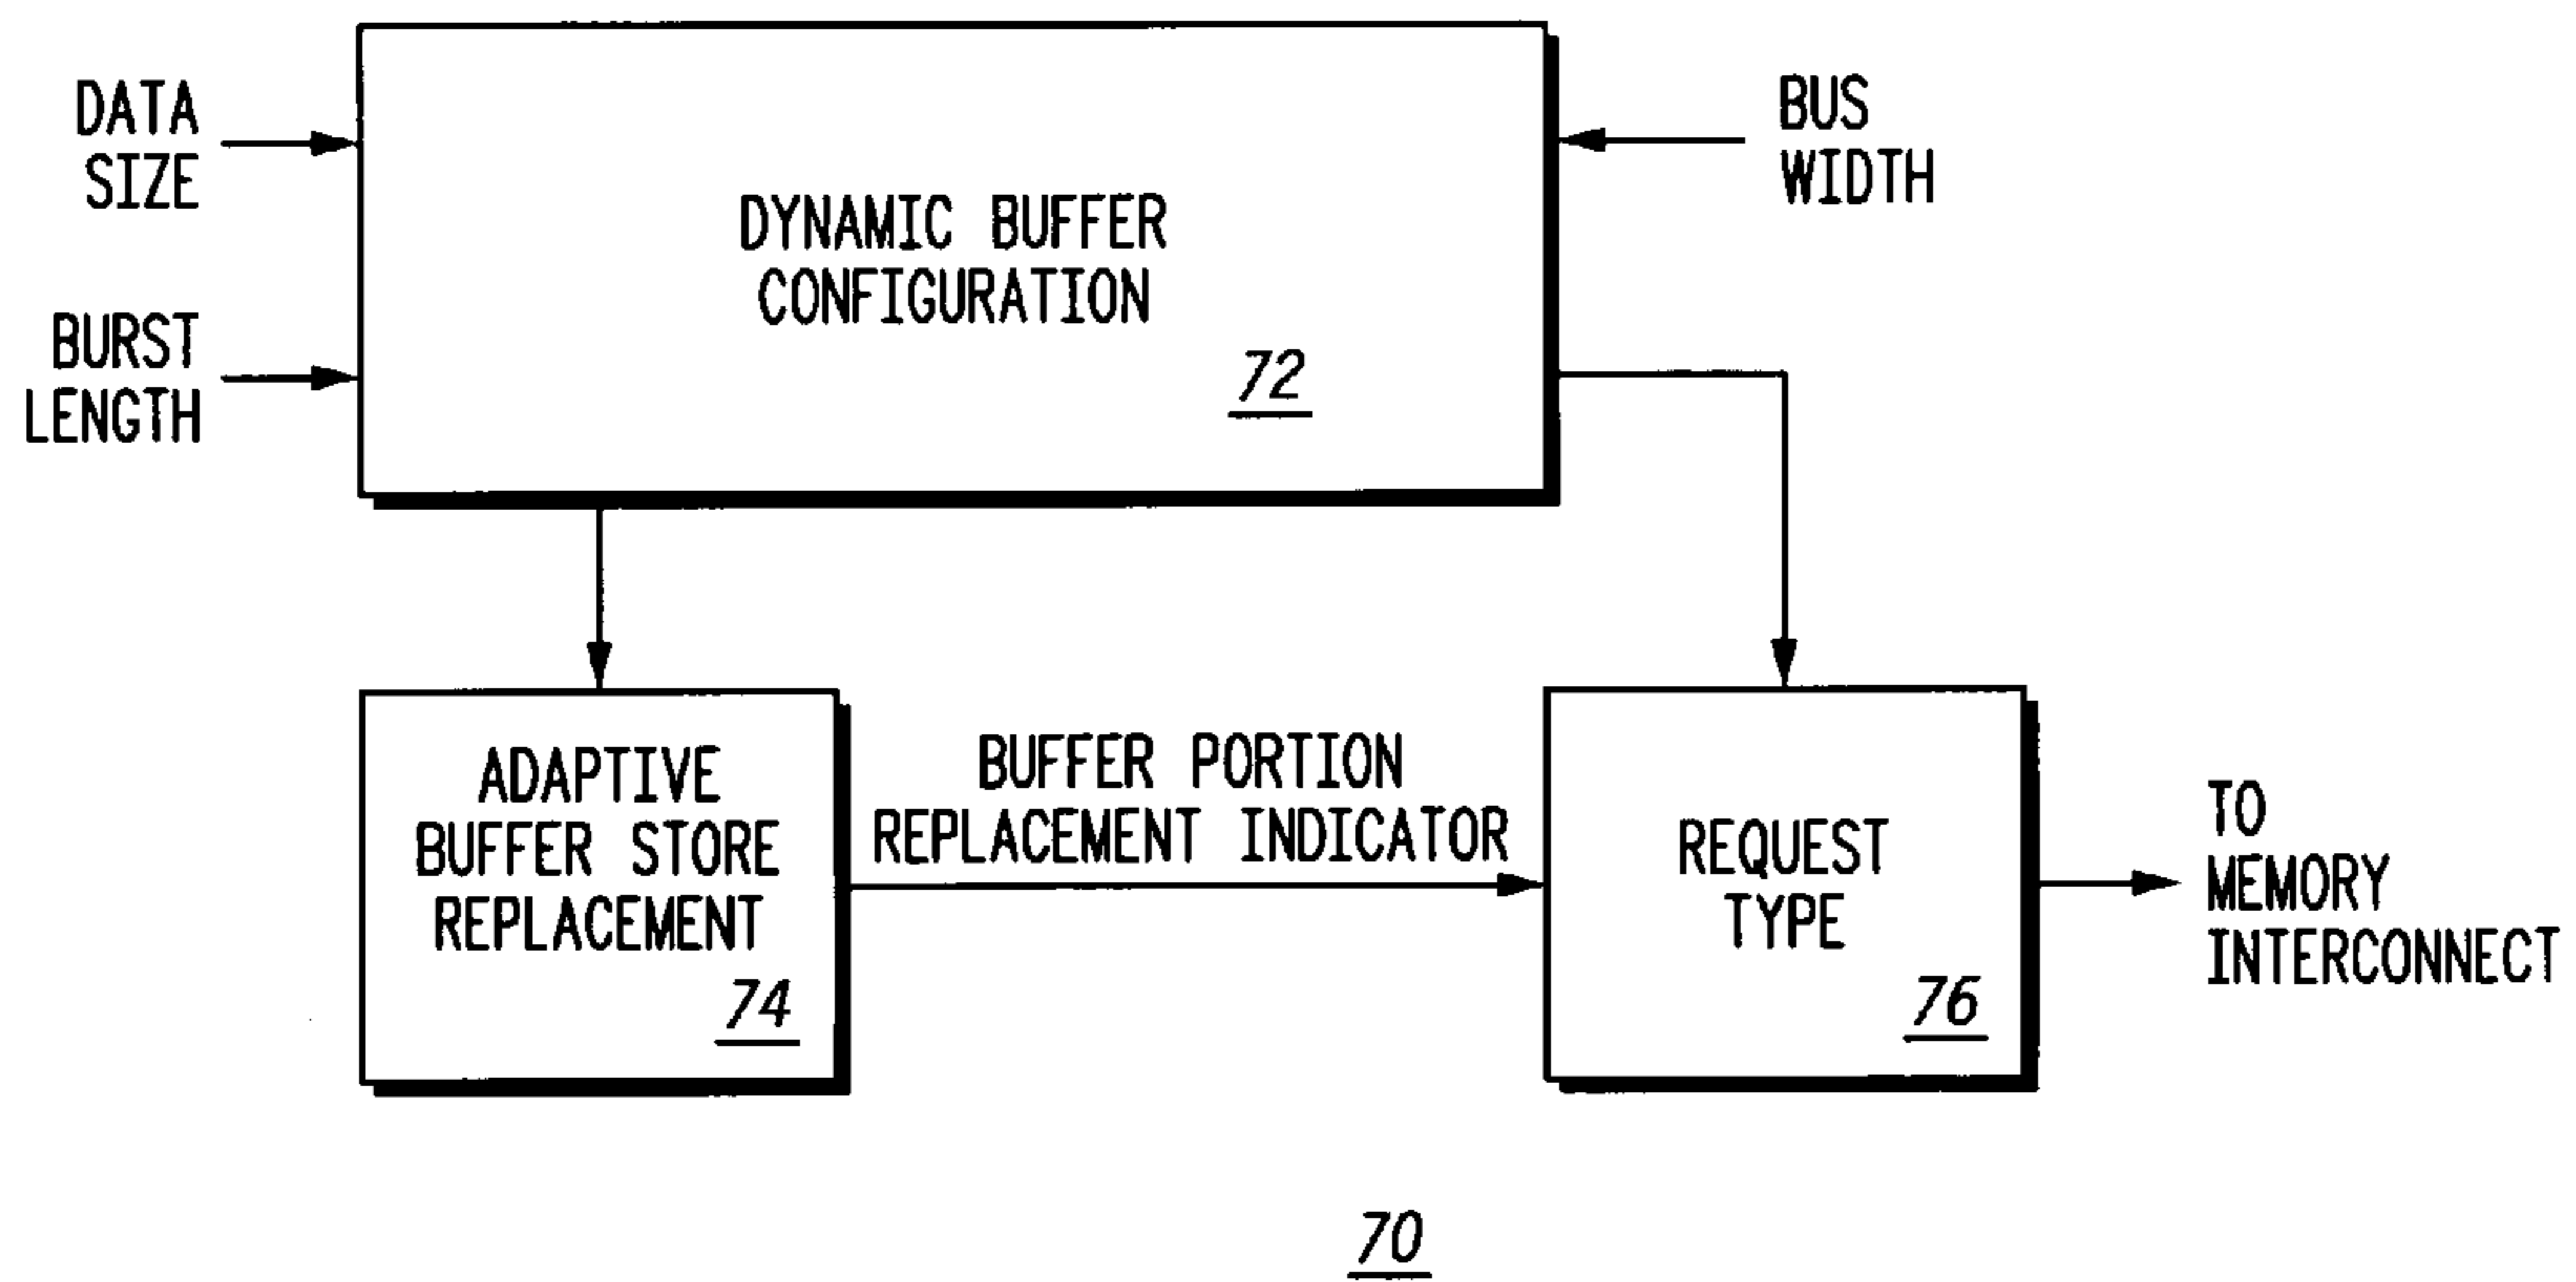 DATA
SIZE
BURST
LENGTH
DYNAMIC BUFFER
CONFIGURATION
72
BUS
WIDTH
ADAPTIVE
BUFFER STORE
REPLACEMENT
74
BUFFER PORTION
REPLACEMENT INDICATOR
REQUEST
TYPE
76
TO
MEMORY
INTERCONNECT
70